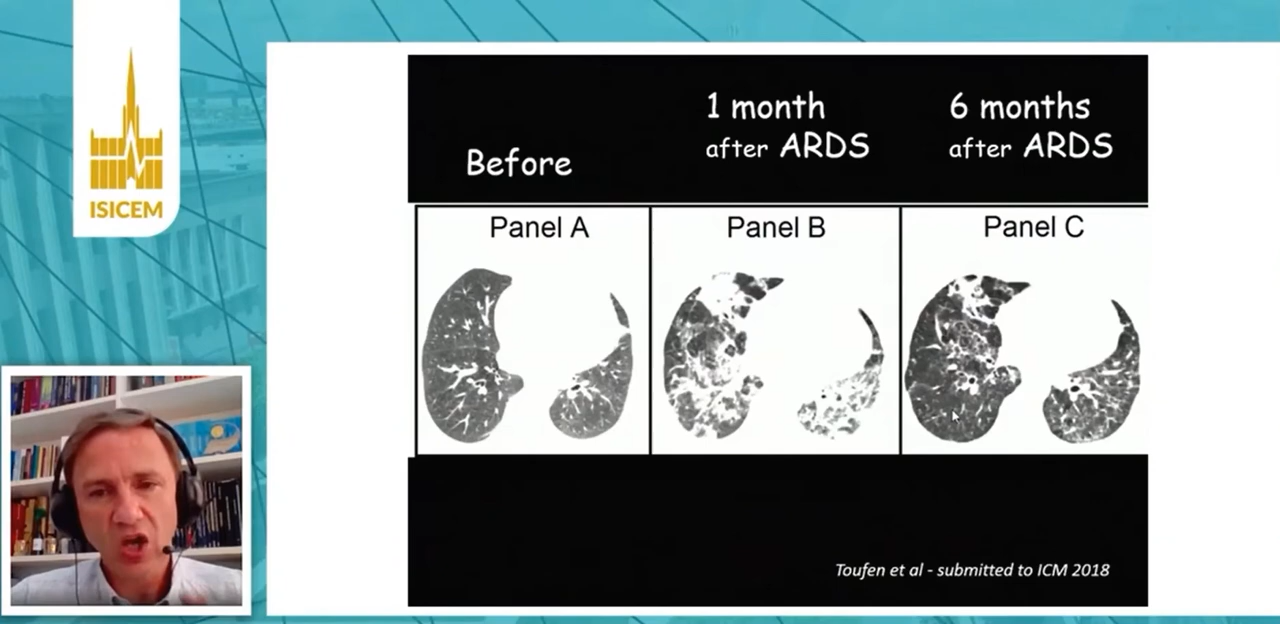 ISICEM
Before
1 month
after ARDS
6 months
after ARDS
Panel A
Panel B
Panel C
Toufen et al - submitted to ICM 2018